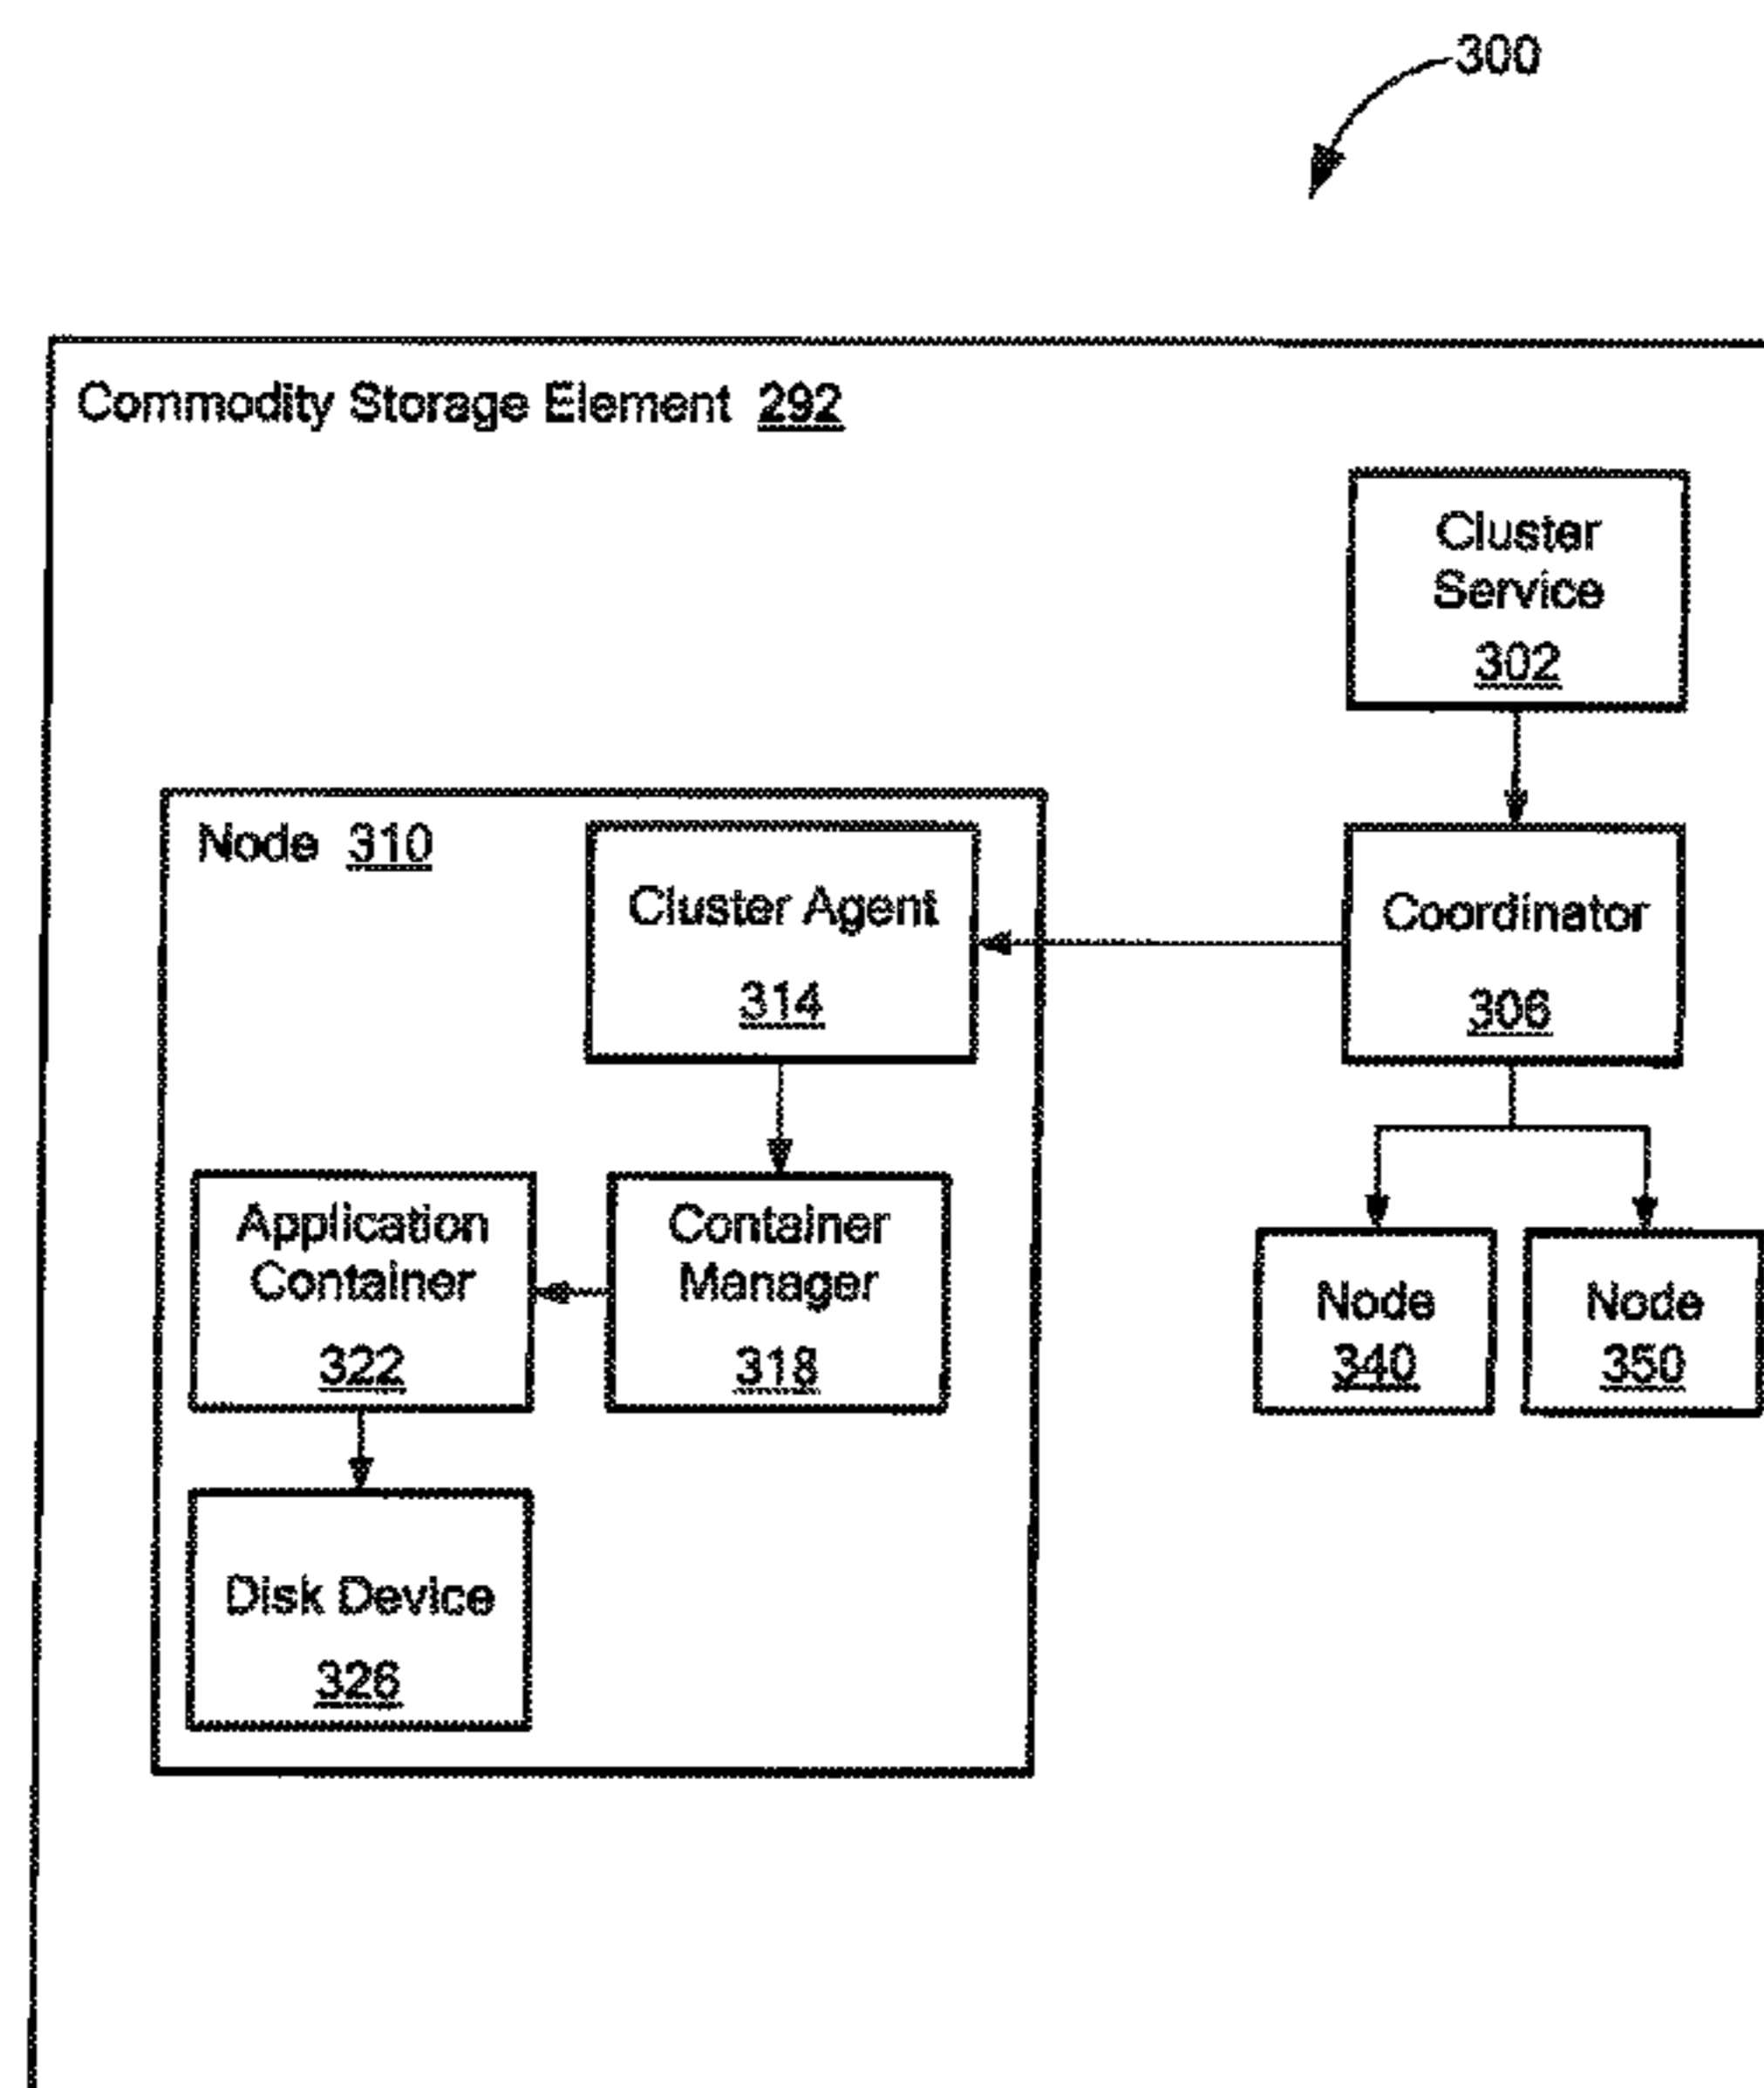 300
Commodity Storage Element 292
Cluster
Service
302
Node 310
Cluster Agent
314
Coordinator
306
Application
Container
322
Container
Manager
318
Node
340
Node
350
Disk Device
326